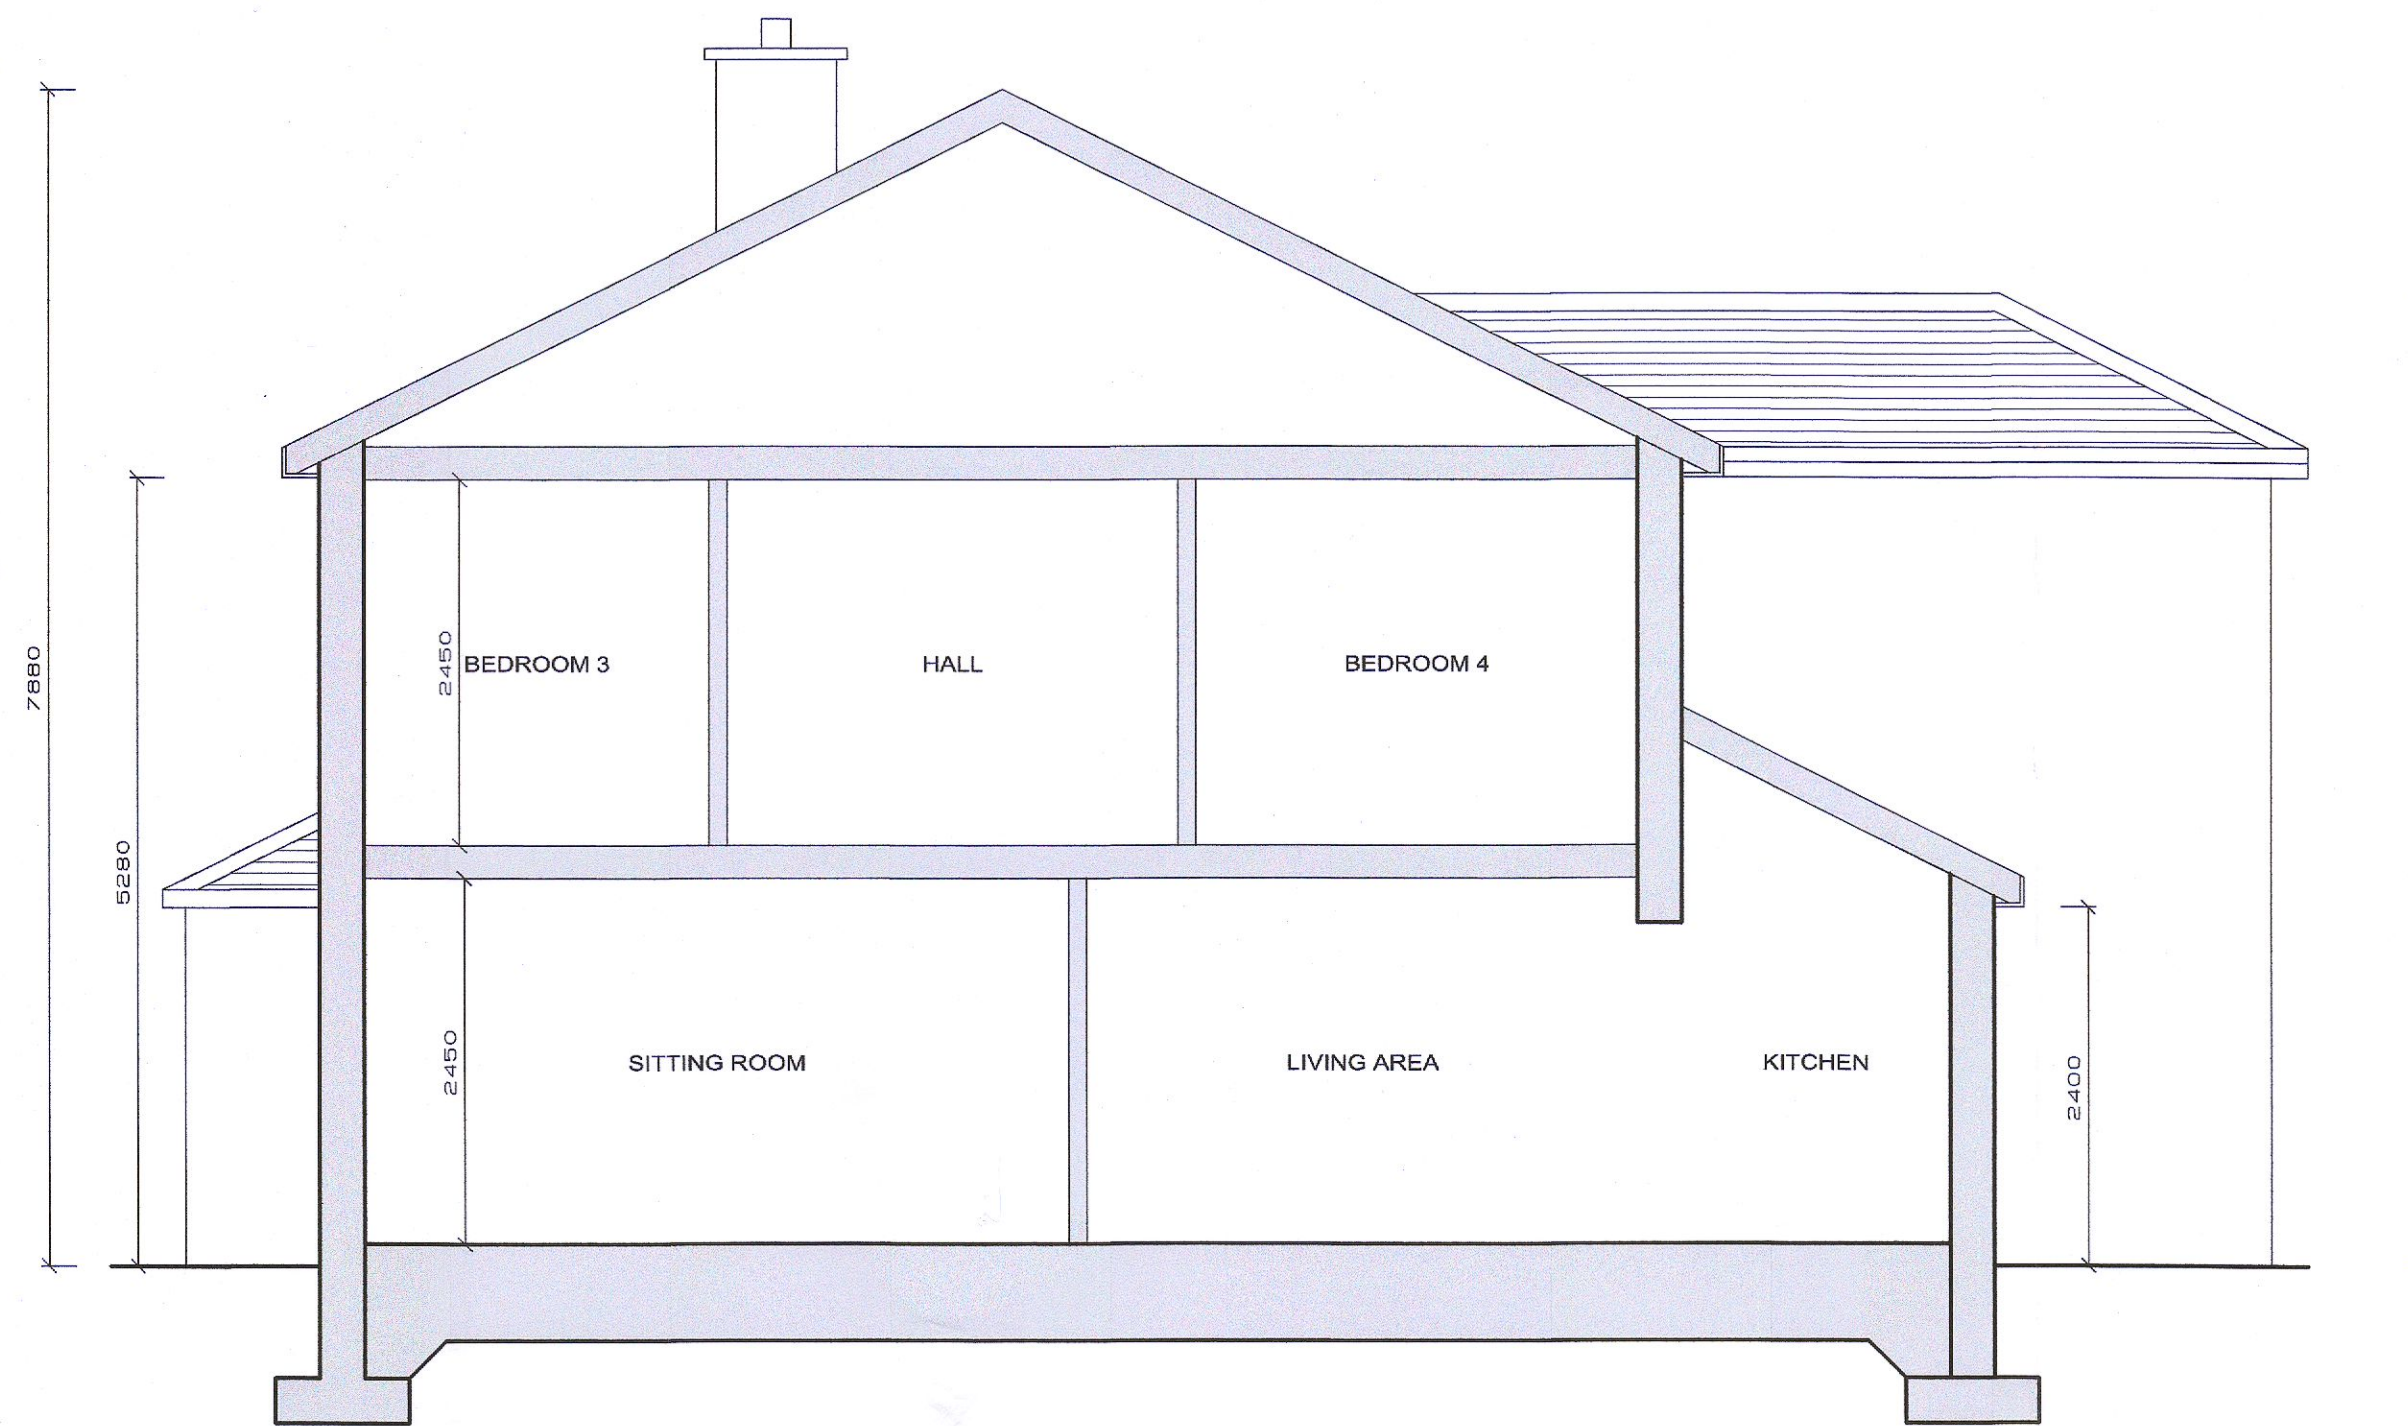 7880
5280
2450
BEDROOM 3
HALL
BEDROOM 4
2450
SITTING ROOM
LIVING AREA
KITCHEN
2400